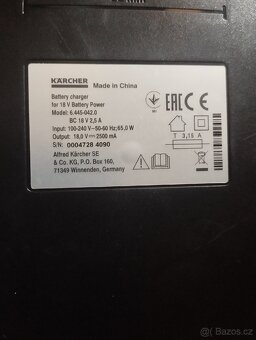 KÄRCHER Made in China
Battery charger
for 18 V Battery Power
Model: 6.445-042.0
BC 18 V 2,5 A
Input: 100-240 V~50-60 Hz; 65.0 W
Output: 18,0 V⎓ 2500 mA
S/N: 0004728 4090
Alfred Kärcher SE
& Co. KG, P.O. Box 160,
71349 Winnenden, Germany
EAC CE
T 3,15 A
Bazoš.cz